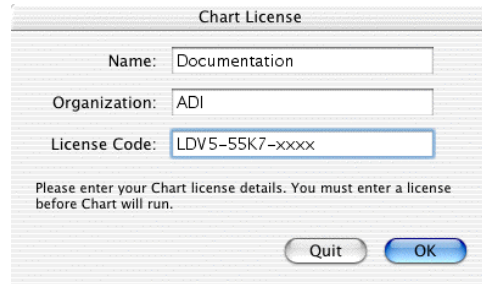 Chart License
Name: Documentation
Organization: ADI
License Code: LDV5-55K7-xxxx
Please enter your Chart license details. You must enter a license
before Chart will run.
Quit OK